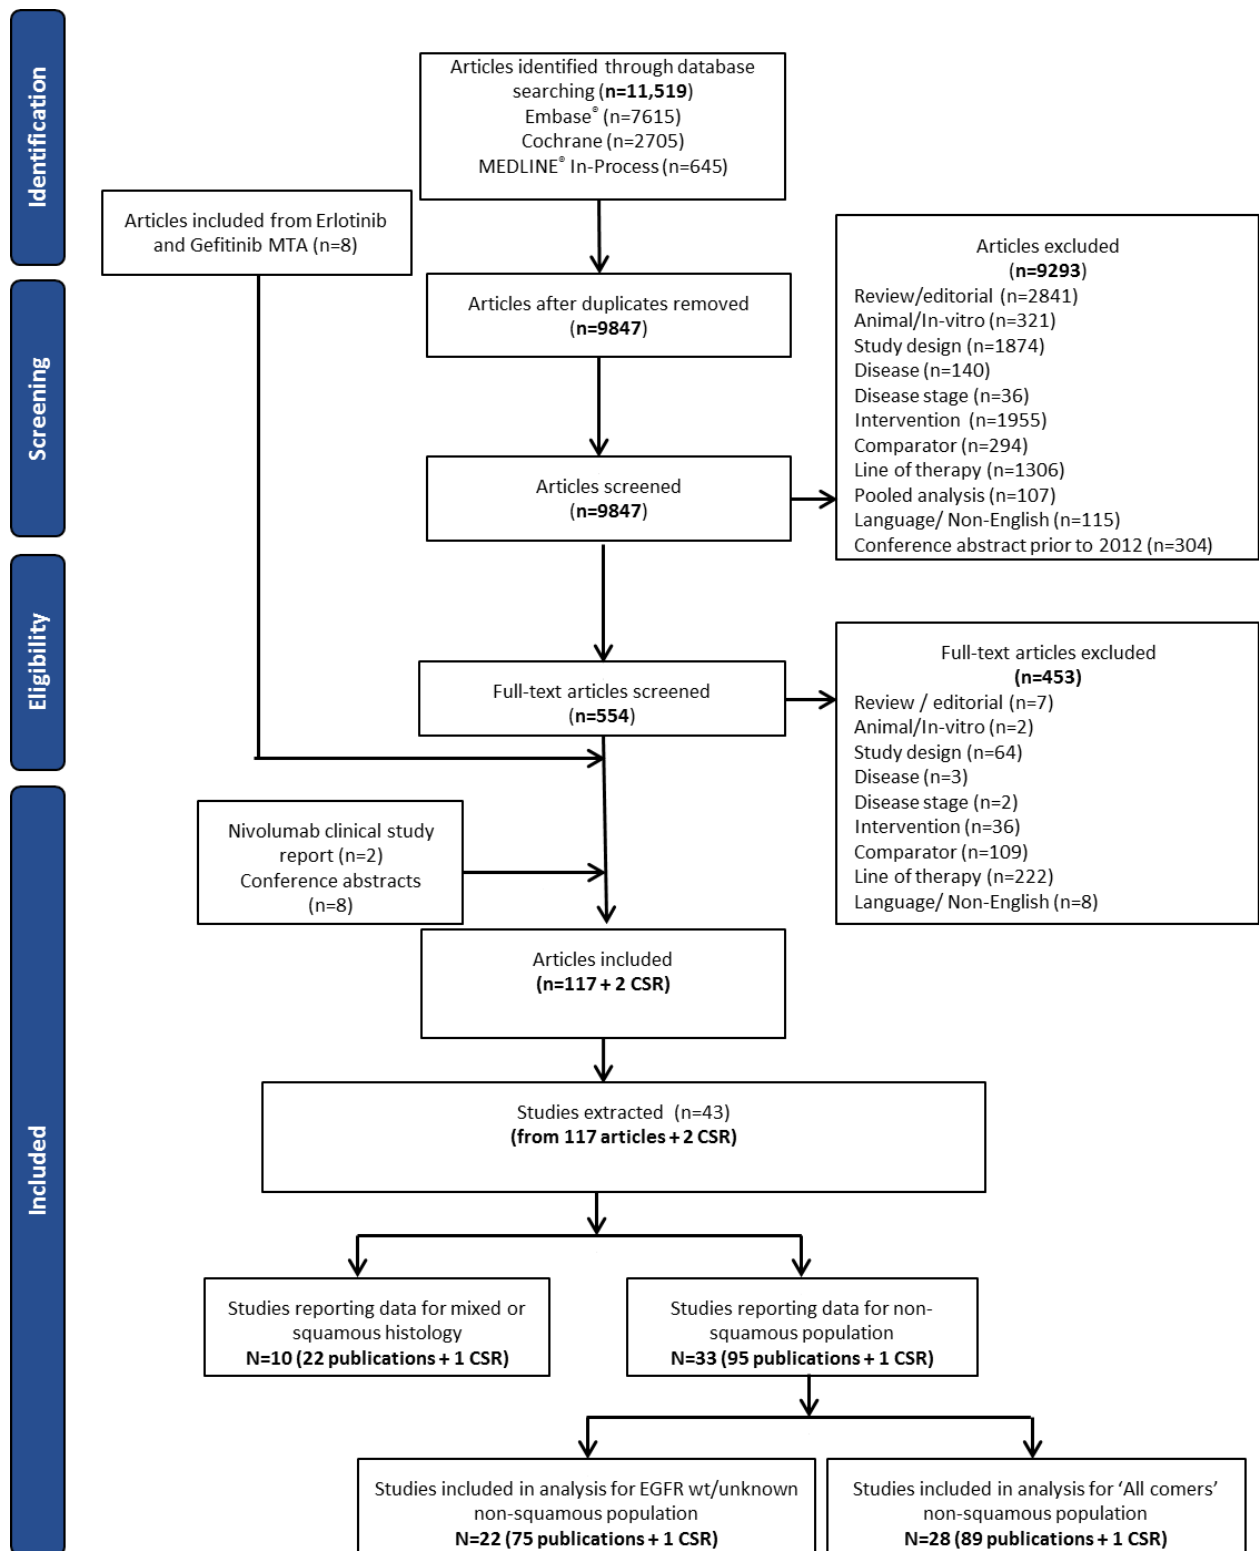 Identification
Articles identified through database
searching (n=11,519)
Embase® (n=7615)
Cochrane (n=2705)
MEDLINE® In-Process (n=645)
Articles included from Erlotinib
and Gefitinib MTA (n=8)
Screening
Articles after duplicates removed
(n=9847)
Articles screened
(n=9847)
Articles excluded
(n=9293)
Review/editorial (n=2841)
Animal/In-vitro (n=321)
Study design (n=1874)
Disease (n=140)
Disease stage (n=36)
Intervention (n=1955)
Comparator (n=294)
Line of therapy (n=1306)
Pooled analysis (n=107)
Language/ Non-English (n=115)
Conference abstract prior to 2012 (n=304)
Eligibility
Full-text articles screened
(n=554)
Full-text articles excluded
(n=453)
Review / editorial (n=7)
Animal/In-vitro (n=2)
Study design (n=64)
Disease (n=3)
Disease stage (n=2)
Intervention (n=36)
Comparator (n=109)
Line of therapy (n=222)
Language/ Non-English (n=8)
Included
Nivolumab clinical study
report (n=2)
Conference abstracts
(n=8)
Articles included
(n=117 + 2 CSR)
Studies extracted (n=43)
(from 117 articles + 2 CSR)
Studies reporting data for mixed or
squamous histology
N=10 (22 publications + 1 CSR)
Studies reporting data for non-
squamous population
N=33 (95 publications + 1 CSR)
Studies included in analysis for EGFR wt/unknown
non-squamous population
N=22 (75 publications + 1 CSR)
Studies included in analysis for ‘All comers’
non-squamous population
N=28 (89 publications + 1 CSR)